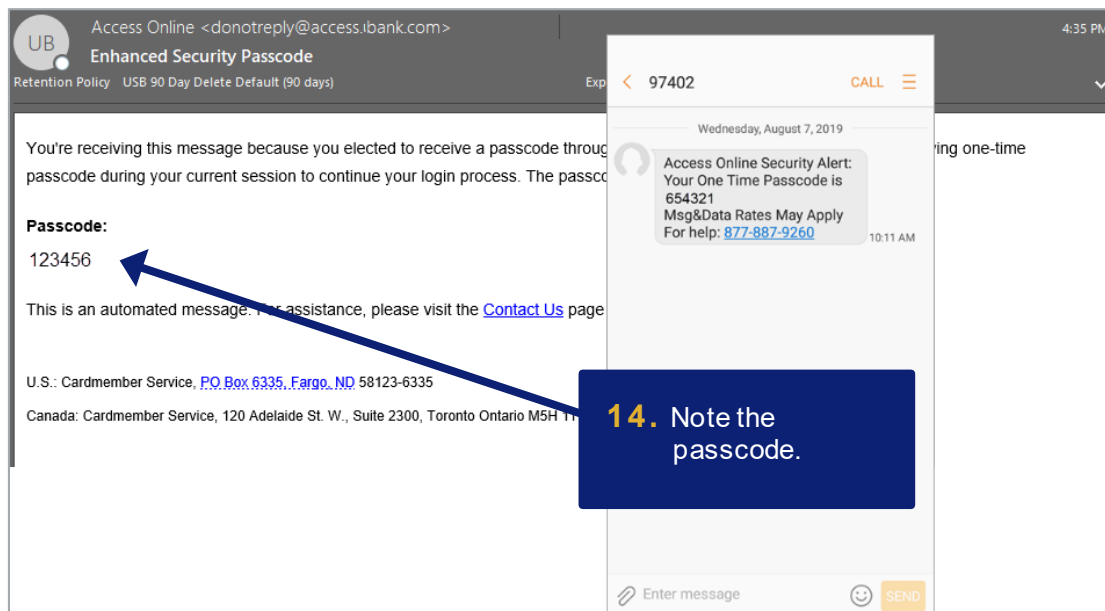 UB
Access Online <donotreply@access.ubank.com>
4:35 PM
Enhanced Security Passcode
Retention Policy USB 90 Day Delete Default (90 days)
You're receiving this message because you elected to receive a passcode
one-time
passcode during your current session to continue your login process. The
Passcode:
123456
This is an automated message. For assistance, please visit the Contact Us page
U.S.: Cardmember Service, PO Box 6335, Fargo, ND 58123-6335
Canada: Cardmember Service, 120 Adelaide St. W., Suite 2300, Toronto Ontario M5H
97402
CALL
Wednesday, August 7, 2019
Access Online Security Alert:
Your One Time Passcode is
654321
Msg&Data Rates May Apply
For help: 877-887-9260
10:11 AM
14. Note the
passcode.
Enter message
SEND